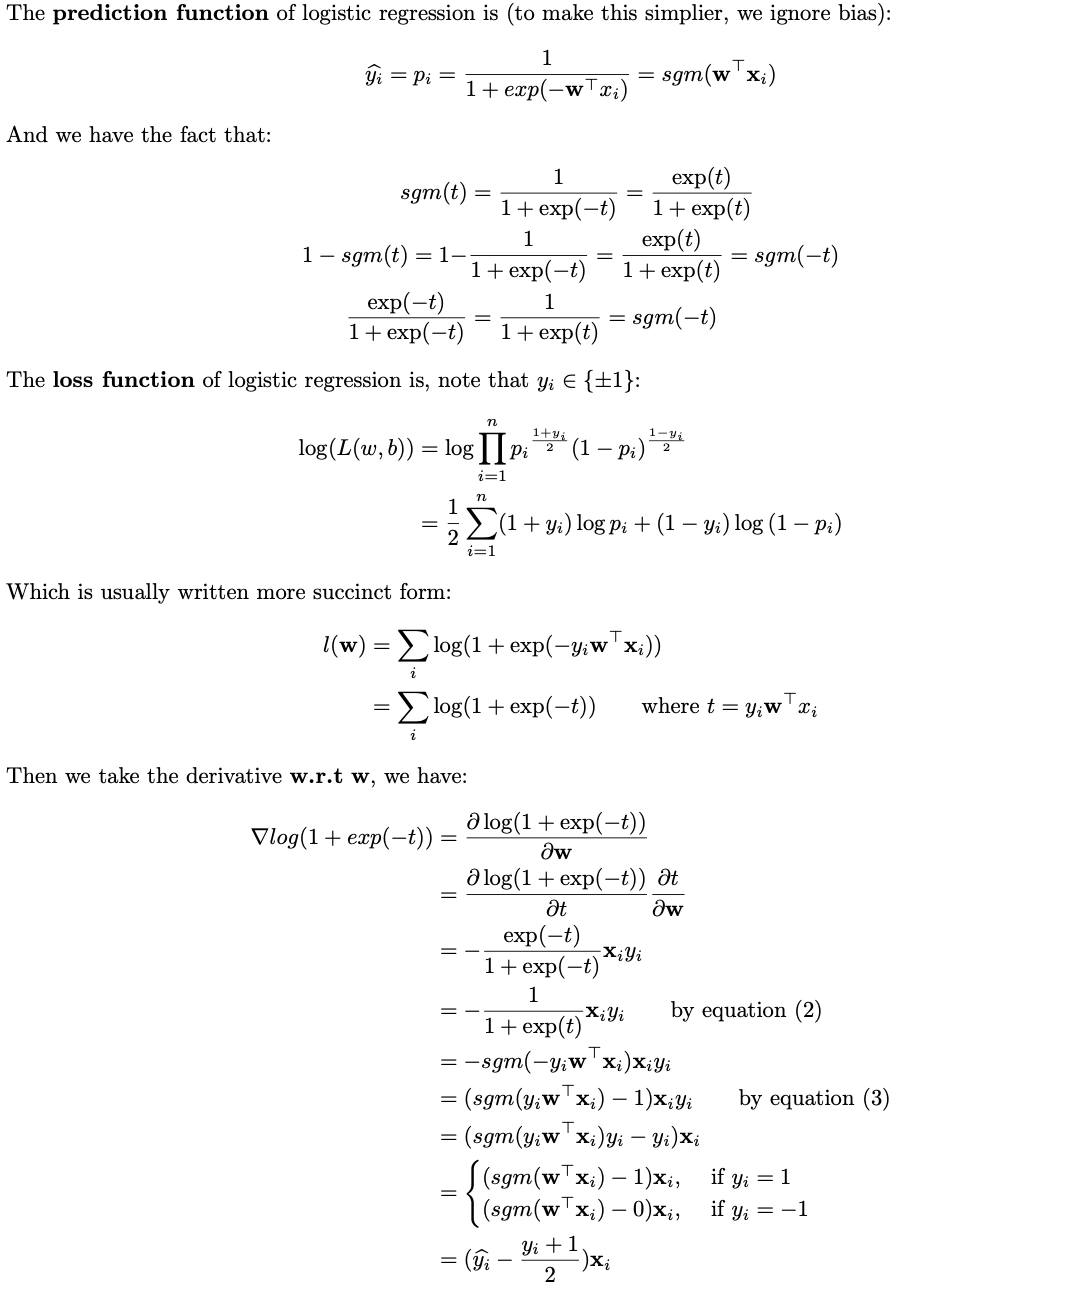 The prediction function of logistic regression is (to make this simplier, we ignore bias):
$\widehat{y_i} = p_i = \frac{1}{1 + exp(-\mathbf{w}^\top x_i)} = sgm(\mathbf{w}^\top \mathbf{x}_i)$
And we have the fact that:
$sgm(t) = \frac{1}{1 + \exp(-t)} = \frac{\exp(t)}{1 + \exp(t)}$
$1 - sgm(t) = 1 - \frac{1}{1 + \exp(-t)} = \frac{\exp(t)}{1 + \exp(t)} = sgm(-t)$
$\frac{\exp(-t)}{1 + \exp(-t)} = \frac{1}{1 + \exp(t)} = sgm(-t)$
The loss function of logistic regression is, note that $y_i \in \{\pm 1\}$:
$\log(L(w, b)) = \log \prod_{i=1}^{n} p_i^{\frac{1+y_i}{2}} (1 - p_i)^{\frac{1-y_i}{2}}$
$= \frac{1}{2} \sum_{i=1}^{n} (1 + y_i) \log p_i + (1 - y_i) \log (1 - p_i)$
Which is usually written more succinct form:
$l(\mathbf{w}) = \sum_i \log(1 + \exp(-y_i \mathbf{w}^\top \mathbf{x}_i))$
$= \sum_i \log(1 + \exp(-t))$ where $t = y_i \mathbf{w}^\top x_i$
Then we take the derivative w.r.t w, we have:
$\nabla log(1 + exp(-t)) = \frac{\partial \log(1 + \exp(-t))}{\partial \mathbf{w}}$
$= \frac{\partial \log(1 + \exp(-t))}{\partial t} \frac{\partial t}{\partial \mathbf{w}}$
$= -\frac{\exp(-t)}{1 + \exp(-t)} \mathbf{x}_i y_i$
$= -\frac{1}{1 + \exp(t)} \mathbf{x}_i y_i$ by equation (2)
$= -sgm(-y_i \mathbf{w}^\top \mathbf{x}_i) \mathbf{x}_i y_i$
$= (sgm(y_i \mathbf{w}^\top \mathbf{x}_i) - 1) \mathbf{x}_i y_i$ by equation (3)
$= (sgm(y_i \mathbf{w}^\top \mathbf{x}_i) y_i - y_i) \mathbf{x}_i$
$= \begin{cases} (sgm(\mathbf{w}^\top \mathbf{x}_i) - 1) \mathbf{x}_i, & \text{if } y_i = 1 \\ (sgm(\mathbf{w}^\top \mathbf{x}_i) - 0) \mathbf{x}_i, & \text{if } y_i = -1 \end{cases}$
$= (\widehat{y_i} - \frac{y_i + 1}{2}) \mathbf{x}_i$